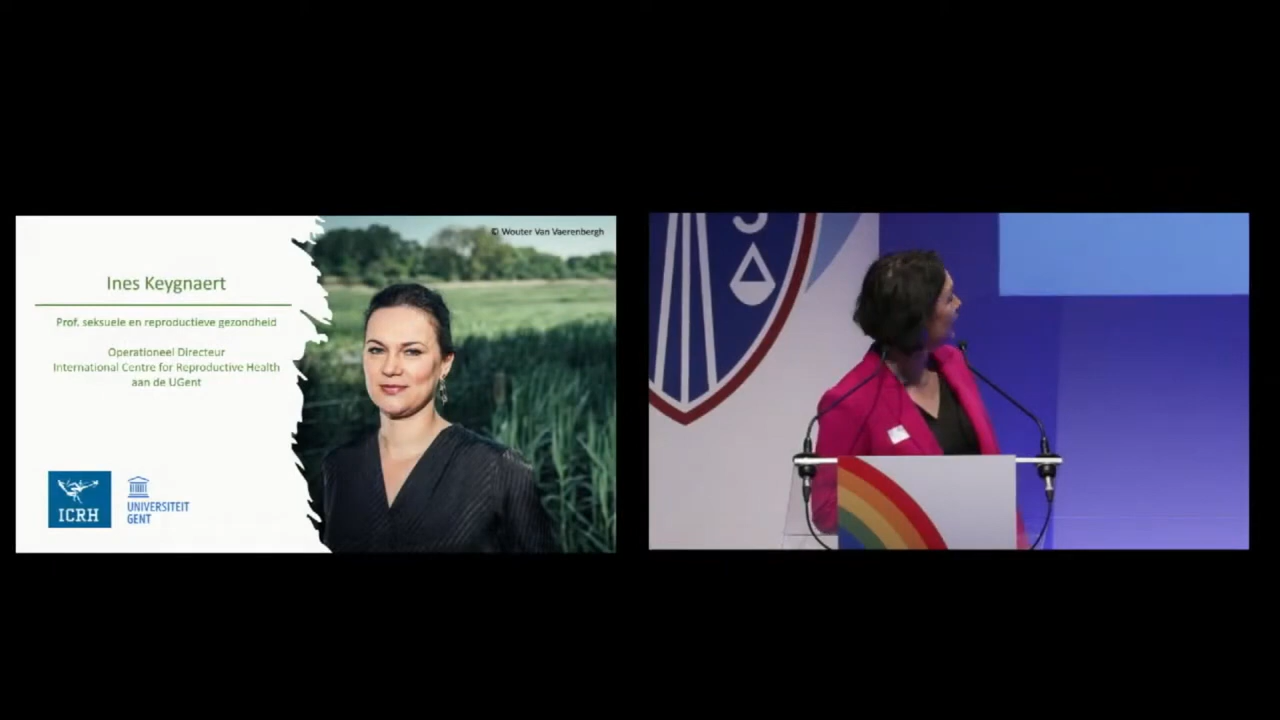 © Wouter Van Vaerenbergh
Ines Keygnaert
Prof. seksuele en reproductieve gezondheid
Operationeel Directeur
International Centre for Reproductive Health
aan de UGent
ICRH
UNIVERSITEIT
GENT